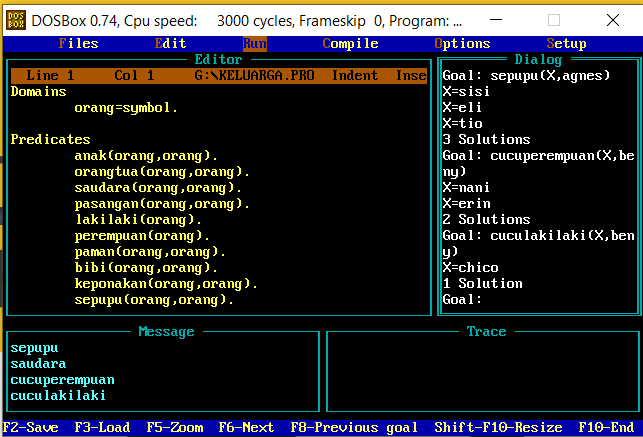 DOSBox 0.74, Cpu speed: 3000 cycles, Frameskip 0, Program: ...
Files Edit Run Compile Options Setup
Editor
Line 1 Col 1 G:\KELUARGA.PRO Indent Inse
Domains
orang=symbol.
Predicates
anak(orang,orang).
orangtua(orang,orang).
saudara(orang,orang).
pasangan(orang,orang).
lakilaki(orang).
perempuan(orang).
paman(orang,orang).
bibi(orang,orang).
keponakan(orang,orang).
sepupu(orang,orang).
Dialog
Goal: sepupu(X,agnes)
X=sisi
X=eli
X=tio
3 Solutions
Goal: cucuperempuan(X,be
ny)
X=nani
X=erin
2 Solutions
Goal: cuculakilaki(X,ben
y)
X=chico
1 Solution
Goal:
Message
sepupu
saudara
cucuperempuan
cuculakilaki
Trace
F2-Save F3-Load F5-Zoom F6-Next F8-Previous goal Shift-F10-Resize F10-End